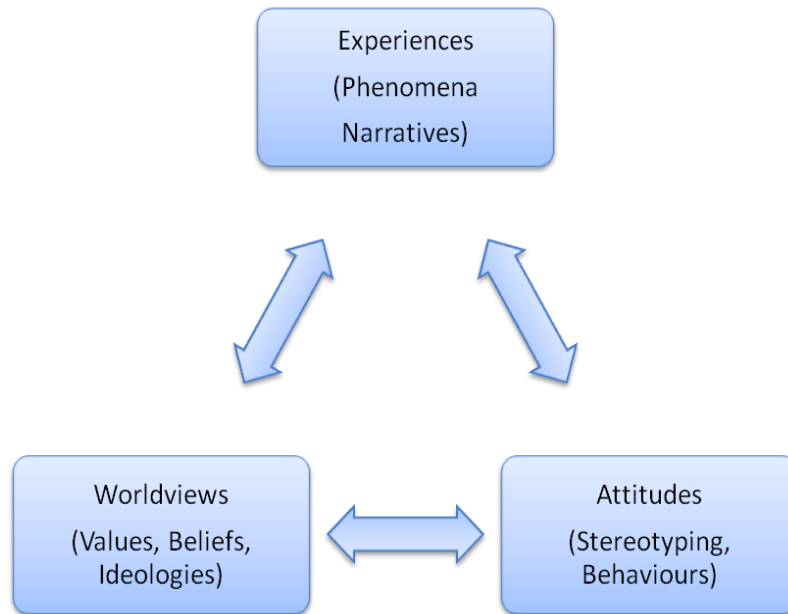 Experiences
(Phenomena
Narratives)
Worldviews
(Values, Beliefs,
Ideologies)
Attitudes
(Stereotyping,
Behaviours)